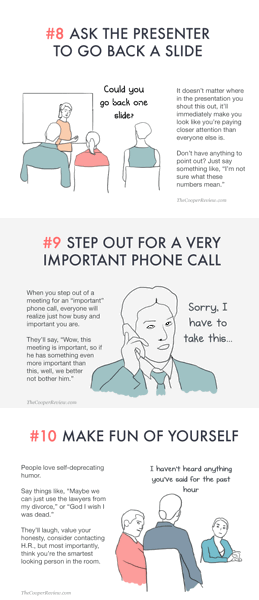 #8 ASK THE PRESENTER
TO GO BACK A SLIDE
Could you
go back one
slide?
It doesn't matter where
in the presentation you
shout this out, it'll
immediately make you
look like you're paying
closer attention than
everyone else is.
Don't have anything to
point out? Just say
something like, "I'm not
sure what these
numbers mean."
TheCooperReview.com
#9 STEP OUT FOR A VERY
IMPORTANT PHONE CALL
When you step out of a
meeting for an "important"
phone call, everyone will
realize just how busy and
important you are.
They'll say, "Wow, this
meeting is important, so if
he has something even
more important than
this, well, we better
not bother him."
Sorry, I
have to
take this...
TheCooperReview.com
#10 MAKE FUN OF YOURSELF
People love self-deprecating
humor.
Say things like, "Maybe we
can just use the lawyers from
my divorce," or "God I wish I
was dead."
They'll laugh, value your
honesty, consider contacting
H.R., but most importantly,
think you're the smartest
looking person in the room.
I haven't heard anything
you've said for the past
hour
TheCooperReview.com